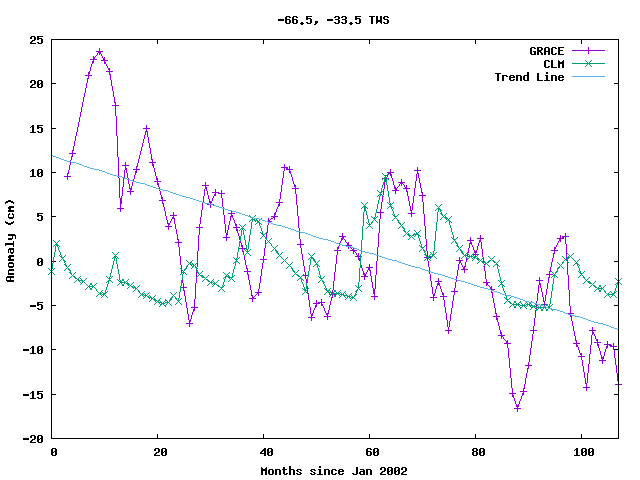 -66.5, -33.5 TWS
GRACE
CLM
Trend Line
25
20
15
10
5
0
-5
-10
-15
-20
Anomaly (cm)
0 20 40 60 80 100
Months since Jan 2002